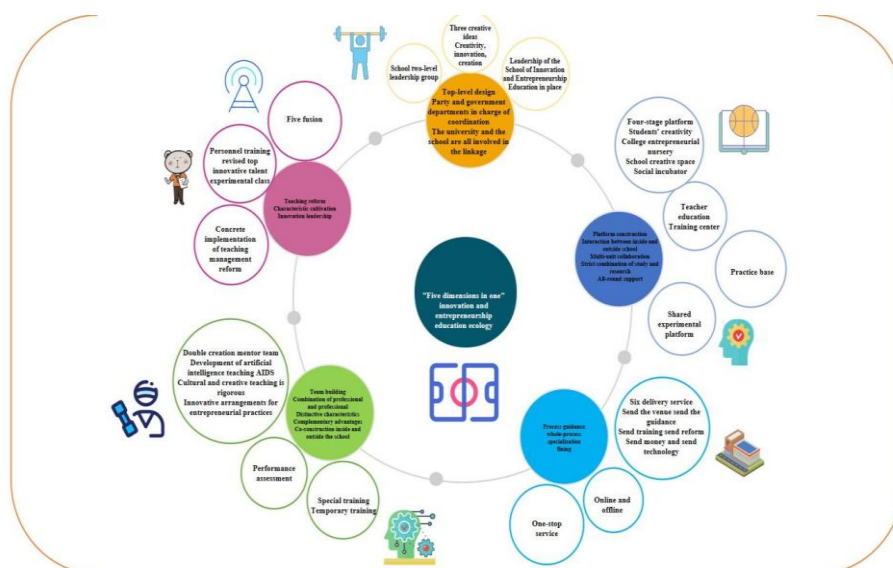 Three creative
ideas
Creativity,
innovation,
creation
School two-level
leadership group
Leadership of the
School of Innovation
and Entrepreneurship
Education in place
Top-level design
Party and government
departments in charge of
coordination
The university and the
school are all involved in
the linkage
Five fusion
Personnel training
revised top
innovative talent
experimental class
Concrete
implementation
of teaching
management
reform
Teaching reform
Characteristic cultivation
Innovation leadership
Four-stage platform
Students' creativity
College entrepreneurial
nursery
School creative space
Social incubator
Teacher
education
Training center
Practice base
Shared
experimental
platform
Platform construction
Interaction between inside and
outside school
Multi-unit collaboration
Strict combination of study and
research
All-round support
"Five dimensions in one"
innovation and
entrepreneurship
education ecology
Double creation mentor team
Development of artificial
intelligence teaching AIDS
Cultural and creative teaching is
rigorous
Innovative arrangements for
entrepreneurial practices
Team building
Combination of professional
and professional
Distinctive characteristics
Complementary advantages
Co-construction inside and
outside the school
Performance
assessment
Special training
Temporary training
Process guidance
whole-process
specialization
fining
Six delivery service
Send the venue send the
guidance
Send training send reform
Send money and send
technology
Online and
offline
One-stop
service